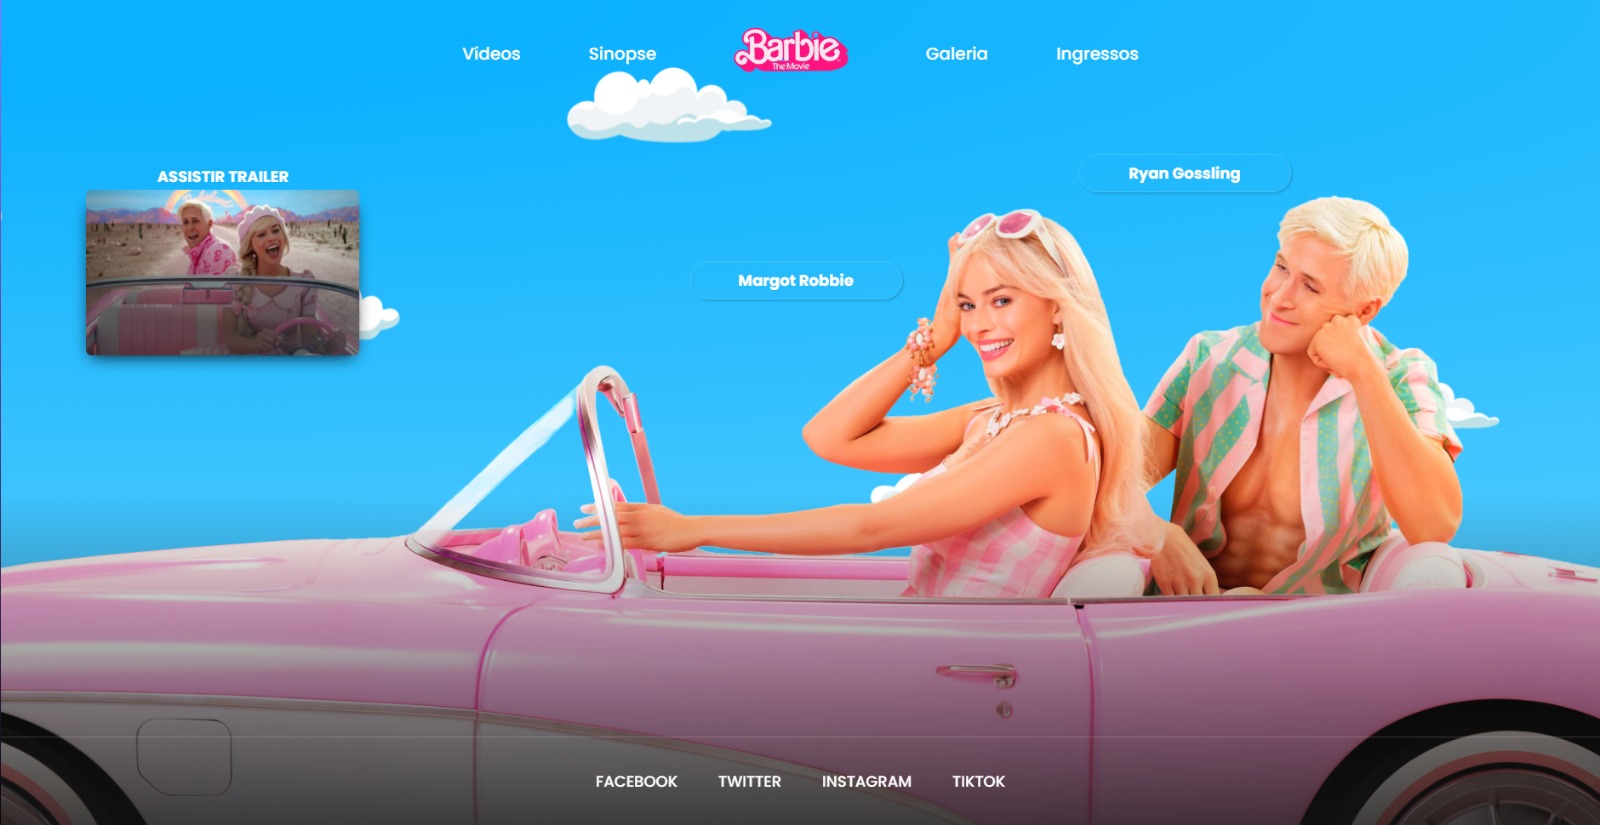 Vídeos Sinopse Barbie The Movie Galeria Ingressos
ASSISTIR TRAILER
Ryan Gossling
Margot Robbie
FACEBOOK TWITTER INSTAGRAM TIKTOK